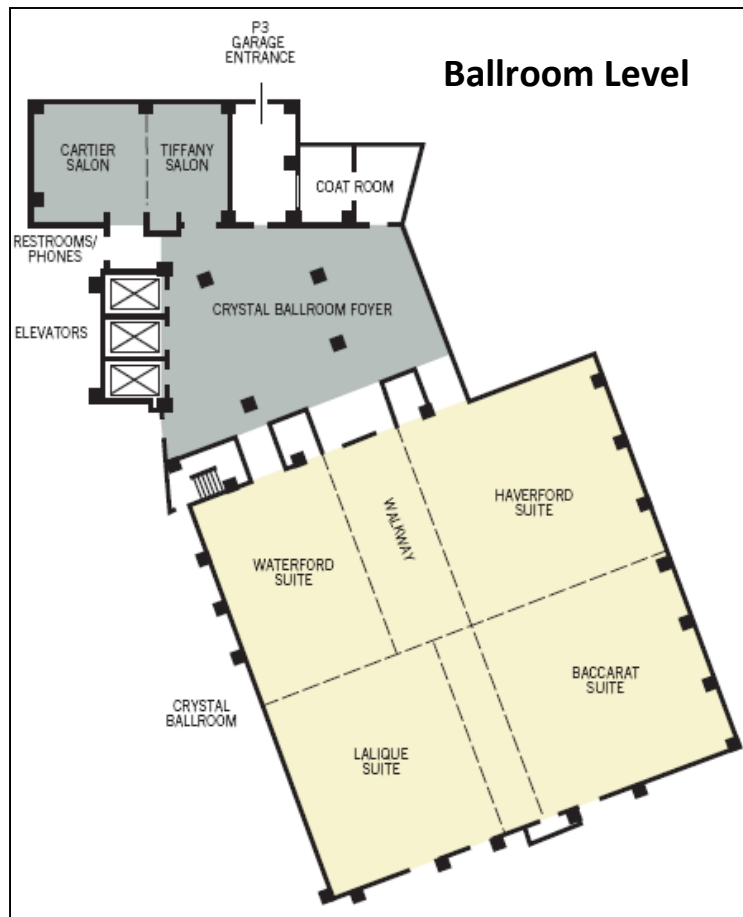 P3
GARAGE
ENTRANCE
Ballroom Level
CARTIER
SALON
TIFFANY
SALON
COAT ROOM
RESTROOMS/
PHONES
CRYSTAL BALLROOM FOYER
ELEVATORS
WALKWAY
HAVERFORD
SUITE
WATERFORD
SUITE
BACCARAT
SUITE
CRYSTAL
BALLROOM
LALIQUE
SUITE